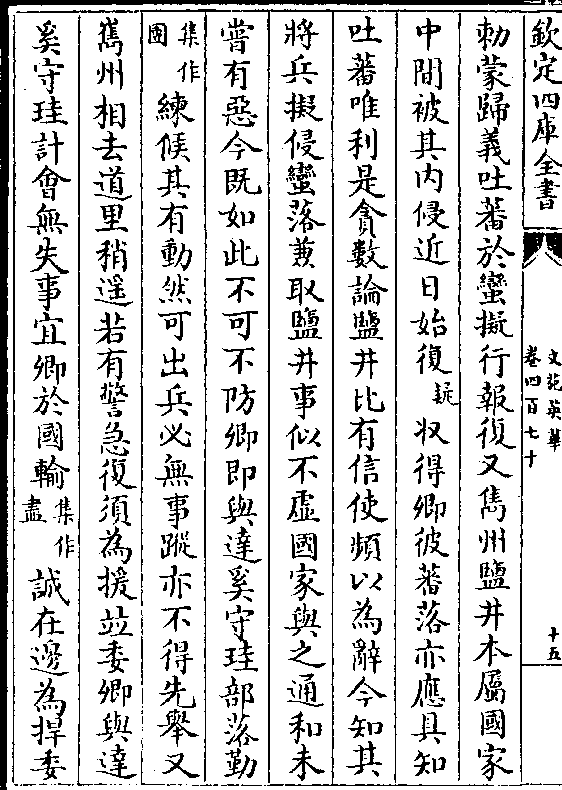 欽定四庫全書
文苑英華
卷四百七十
十五
勅蒙歸義吐蕃於蠻擬行報復又雟州鹽井本屬國家
中間被其内侵近日始復疑収得卿彼蕃落亦應具知
吐蕃唯利是貪數論鹽井比有信使頻以為辭今知其
將兵擬侵蠻落兼取鹽井事似不虚國家與之通和未
嘗有惡今既如此不可不防卿即與達奚守珪部落勤
集作國練候其有動然可出兵必無事蹤亦不得先舉又
雟州相去道里稍遥若有警急復須為援竝委卿與達
奚守珪計會無失事宜卿於國輸集作盡誠在邊為捍委